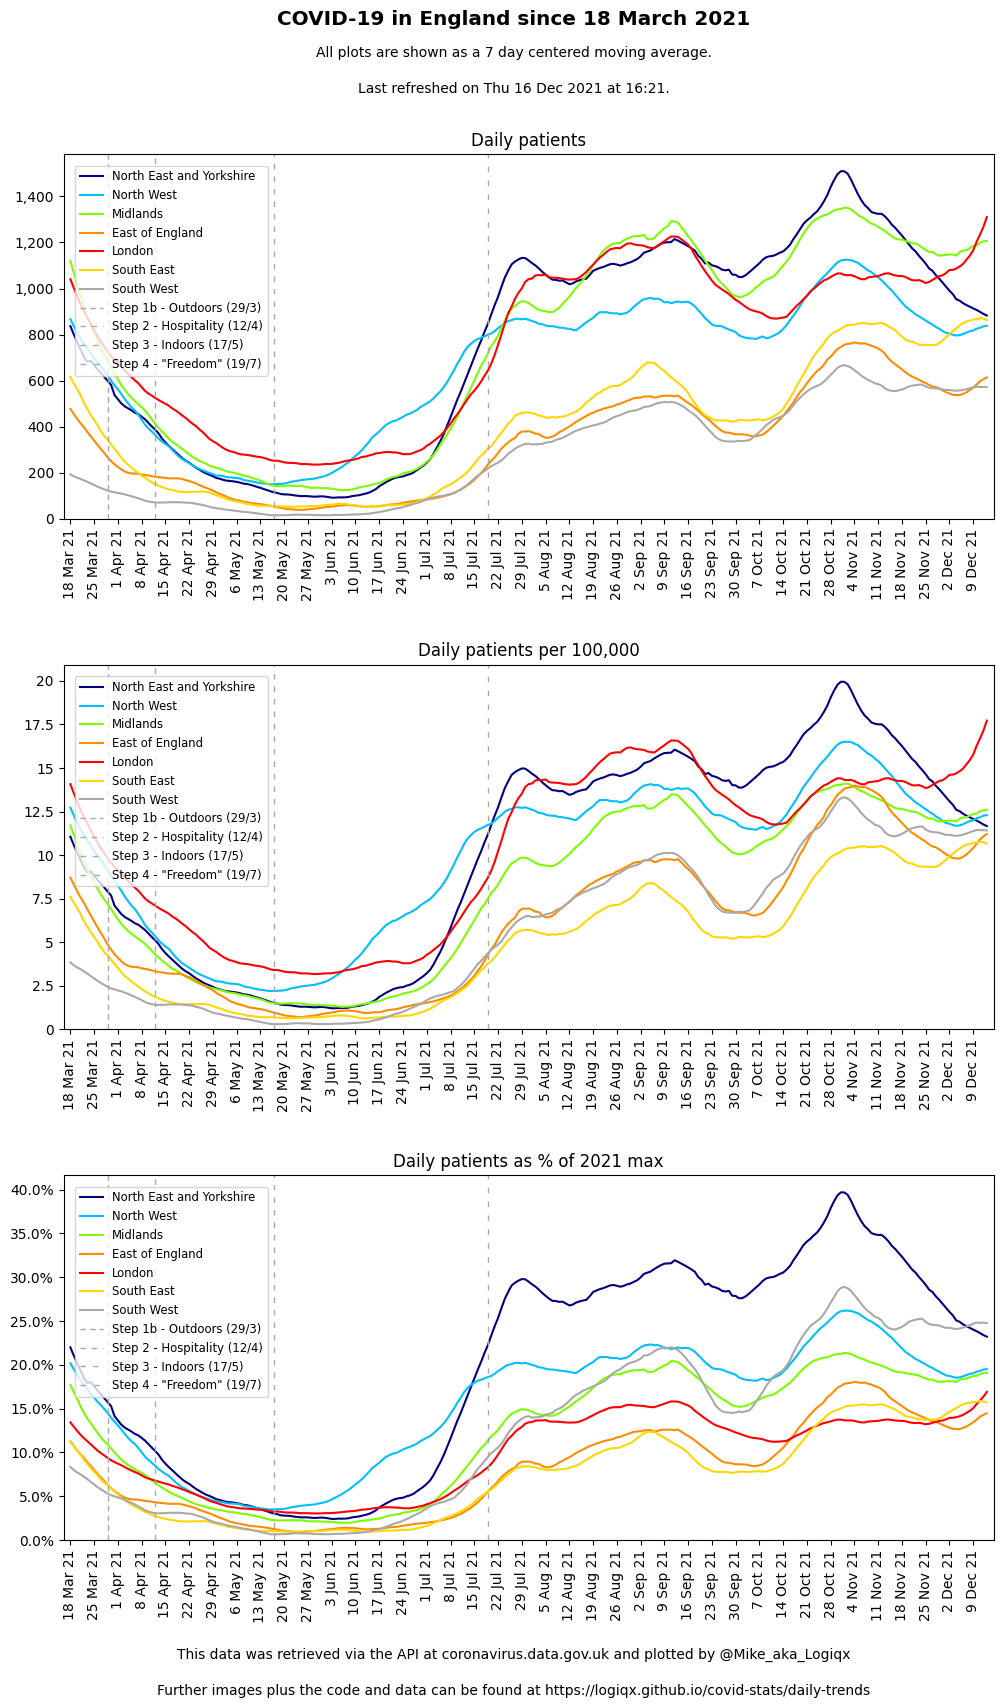 COVID-19 in England since 18 March 2021
All plots are shown as a 7 day centered moving average.
Last refreshed on Thu 16 Dec 2021 at 16:21.
Daily patients
1,400
1,200
1,000
800
600
400
200
0
North East and Yorkshire
North West
Midlands
East of England
London
South East
South West
Step 1b - Outdoors (29/3)
Step 2 - Hospitality (12/4)
Step 3 - Indoors (17/5)
Step 4 - "Freedom" (19/7)
18 Mar 21
25 Mar 21
1 Apr 21
8 Apr 21
15 Apr 21
22 Apr 21
29 Apr 21
6 May 21
13 May 21
20 May 21
27 May 21
3 Jun 21
10 Jun 21
17 Jun 21
24 Jun 21
1 Jul 21
8 Jul 21
15 Jul 21
22 Jul 21
29 Jul 21
5 Aug 21
12 Aug 21
19 Aug 21
26 Aug 21
2 Sep 21
9 Sep 21
16 Sep 21
23 Sep 21
30 Sep 21
7 Oct 21
14 Oct 21
21 Oct 21
28 Oct 21
4 Nov 21
11 Nov 21
18 Nov 21
25 Nov 21
2 Dec 21
9 Dec 21
Daily patients per 100,000
20
17.5
15
12.5
10
7.5
5
2.5
0
North East and Yorkshire
North West
Midlands
East of England
London
South East
South West
Step 1b - Outdoors (29/3)
Step 2 - Hospitality (12/4)
Step 3 - Indoors (17/5)
Step 4 - "Freedom" (19/7)
18 Mar 21
25 Mar 21
1 Apr 21
8 Apr 21
15 Apr 21
22 Apr 21
29 Apr 21
6 May 21
13 May 21
20 May 21
27 May 21
3 Jun 21
10 Jun 21
17 Jun 21
24 Jun 21
1 Jul 21
8 Jul 21
15 Jul 21
22 Jul 21
29 Jul 21
5 Aug 21
12 Aug 21
19 Aug 21
26 Aug 21
2 Sep 21
9 Sep 21
16 Sep 21
23 Sep 21
30 Sep 21
7 Oct 21
14 Oct 21
21 Oct 21
28 Oct 21
4 Nov 21
11 Nov 21
18 Nov 21
25 Nov 21
2 Dec 21
9 Dec 21
Daily patients as % of 2021 max
40.0%
35.0%
30.0%
25.0%
20.0%
15.0%
10.0%
5.0%
0.0%
North East and Yorkshire
North West
Midlands
East of England
London
South East
South West
Step 1b - Outdoors (29/3)
Step 2 - Hospitality (12/4)
Step 3 - Indoors (17/5)
Step 4 - "Freedom" (19/7)
18 Mar 21
25 Mar 21
1 Apr 21
8 Apr 21
15 Apr 21
22 Apr 21
29 Apr 21
6 May 21
13 May 21
20 May 21
27 May 21
3 Jun 21
10 Jun 21
17 Jun 21
24 Jun 21
1 Jul 21
8 Jul 21
15 Jul 21
22 Jul 21
29 Jul 21
5 Aug 21
12 Aug 21
19 Aug 21
26 Aug 21
2 Sep 21
9 Sep 21
16 Sep 21
23 Sep 21
30 Sep 21
7 Oct 21
14 Oct 21
21 Oct 21
28 Oct 21
4 Nov 21
11 Nov 21
18 Nov 21
25 Nov 21
2 Dec 21
9 Dec 21
This data was retrieved via the API at coronavirus.data.gov.uk and plotted by @Mike_aka_Logiqx
Further images plus the code and data can be found at https://logiqx.github.io/covid-stats/daily-trends